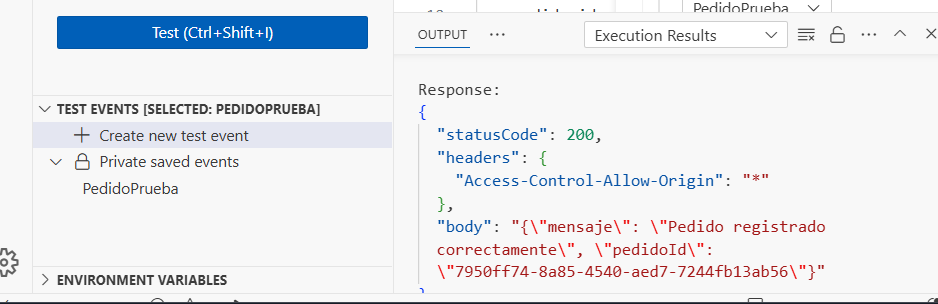 PedidoPrueba
Test (Ctrl+Shift+I)
OUTPUT
Execution Results
TEST EVENTS [SELECTED: PEDIDOPRUEBA]
Create new test event
Private saved events
PedidoPrueba
ENVIRONMENT VARIABLES
Response:
{
"statusCode": 200,
"headers": {
"Access-Control-Allow-Origin": "*"
},
"body": "{\"mensaje\": \"Pedido registrado
correctamente\", \"pedidoId\":
\"7950ff74-8a85-4540-aed7-7244fb13ab56\"}"